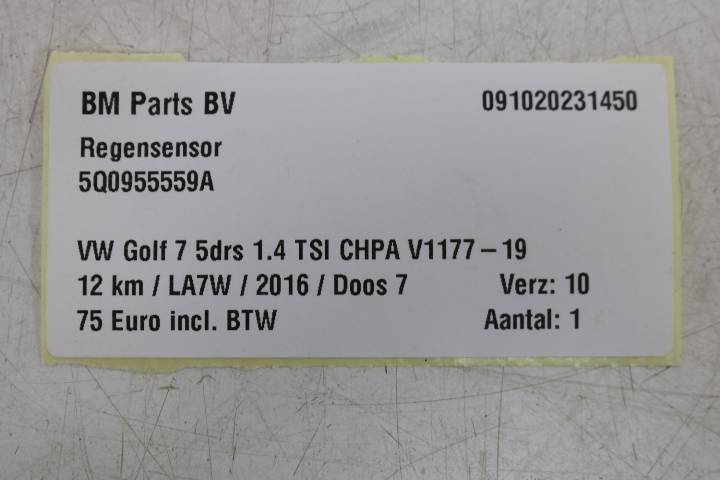 BM Parts BV 091020231450
Regensensor
5Q0955559A
VW Golf 7 5drs 1.4 TSI CHPA V1177 – 19
12 km / LA7W / 2016 / Doos 7 Verz: 10
75 Euro incl. BTW Aantal: 1